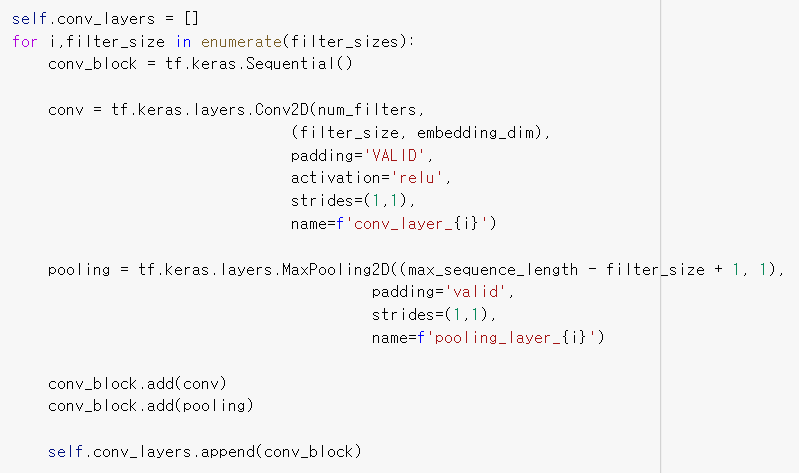 self.conv_layers = []
for i,filter_size in enumerate(filter_sizes):
    conv_block = tf.keras.Sequential()

    conv = tf.keras.layers.Conv2D(num_filters,
                               (filter_size, embedding_dim),
                               padding='VALID',
                               activation='relu',
                               strides=(1,1),
                               name=f'conv_layer_{i}')

    pooling = tf.keras.layers.MaxPooling2D((max_sequence_length - filter_size + 1, 1),
                                        padding='valid',
                                        strides=(1,1),
                                        name=f'pooling_layer_{i}')

    conv_block.add(conv)
    conv_block.add(pooling)

    self.conv_layers.append(conv_block)